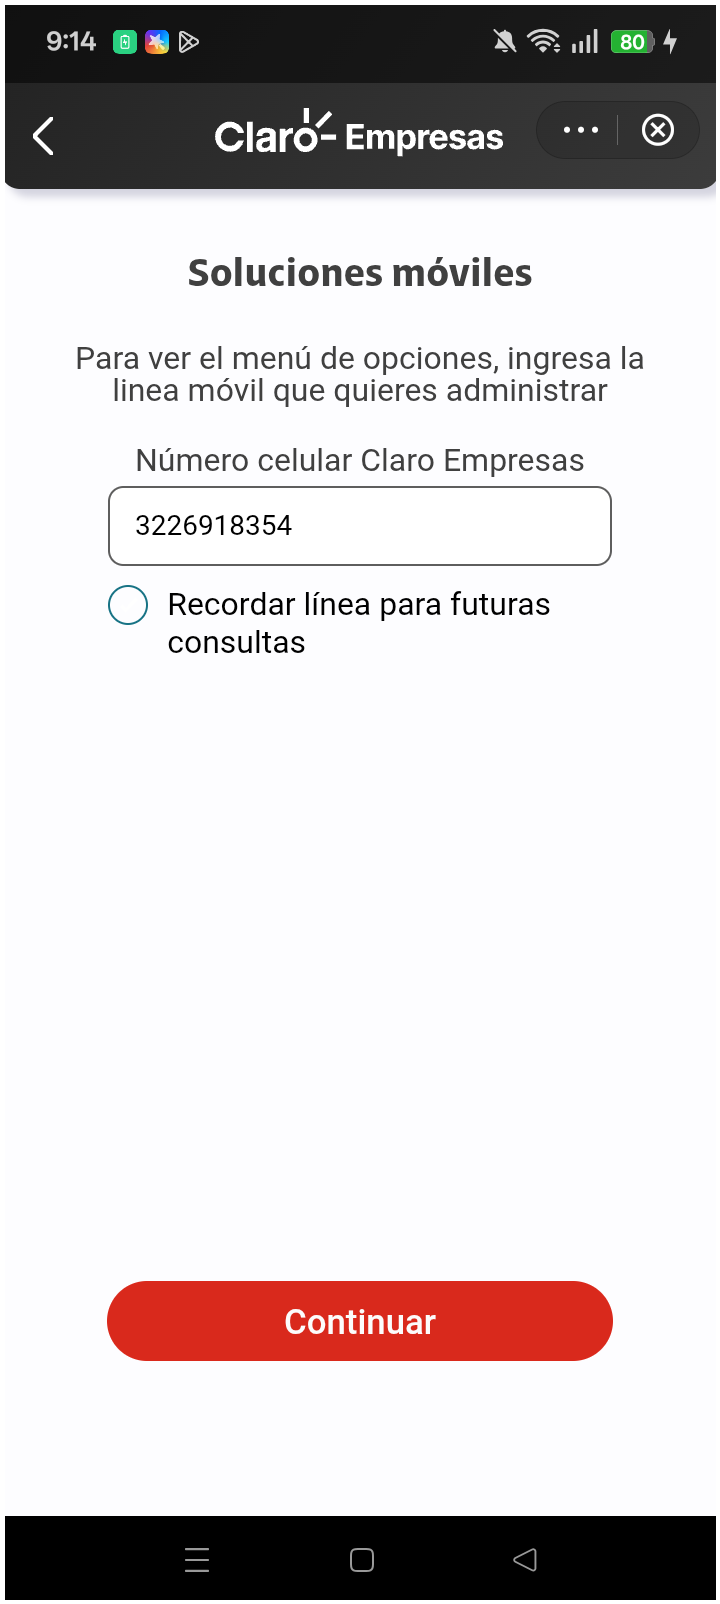 9:14
80
Claro Empresas
Soluciones móviles
Para ver el menú de opciones, ingresa la
linea móvil que quieres administrar
Número celular Claro Empresas
3226918354
Recordar línea para futuras
consultas
Continuar